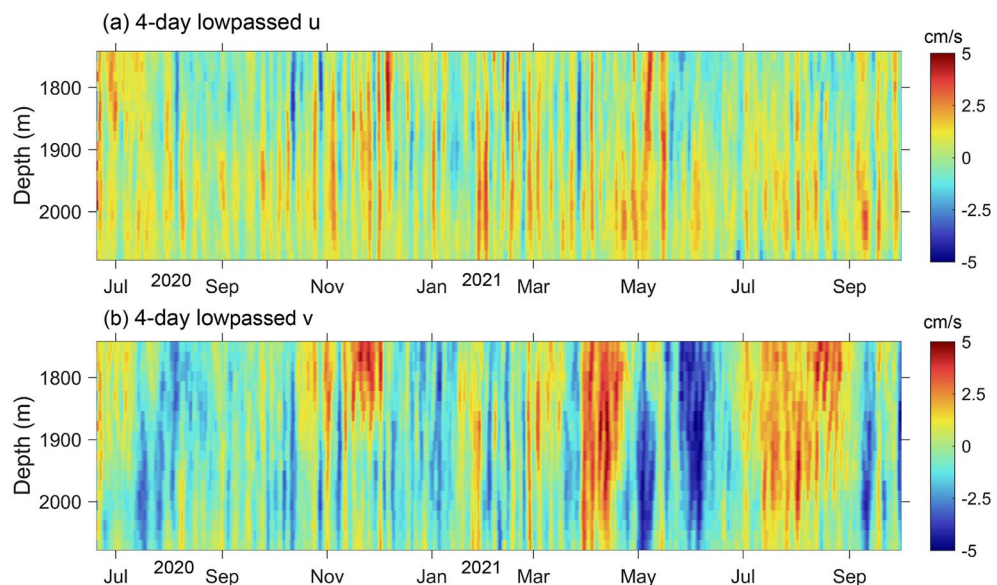 (a) 4-day lowpassed u
cm/s
5
2.5
0
-2.5
-5
Depth (m)
1800
1900
2000
Jul 2020 Sep Nov Jan 2021 Mar May Jul Sep
(b) 4-day lowpassed v
cm/s
5
2.5
0
-2.5
-5
Depth (m)
1800
1900
2000
Jul 2020 Sep Nov Jan 2021 Mar May Jul Sep